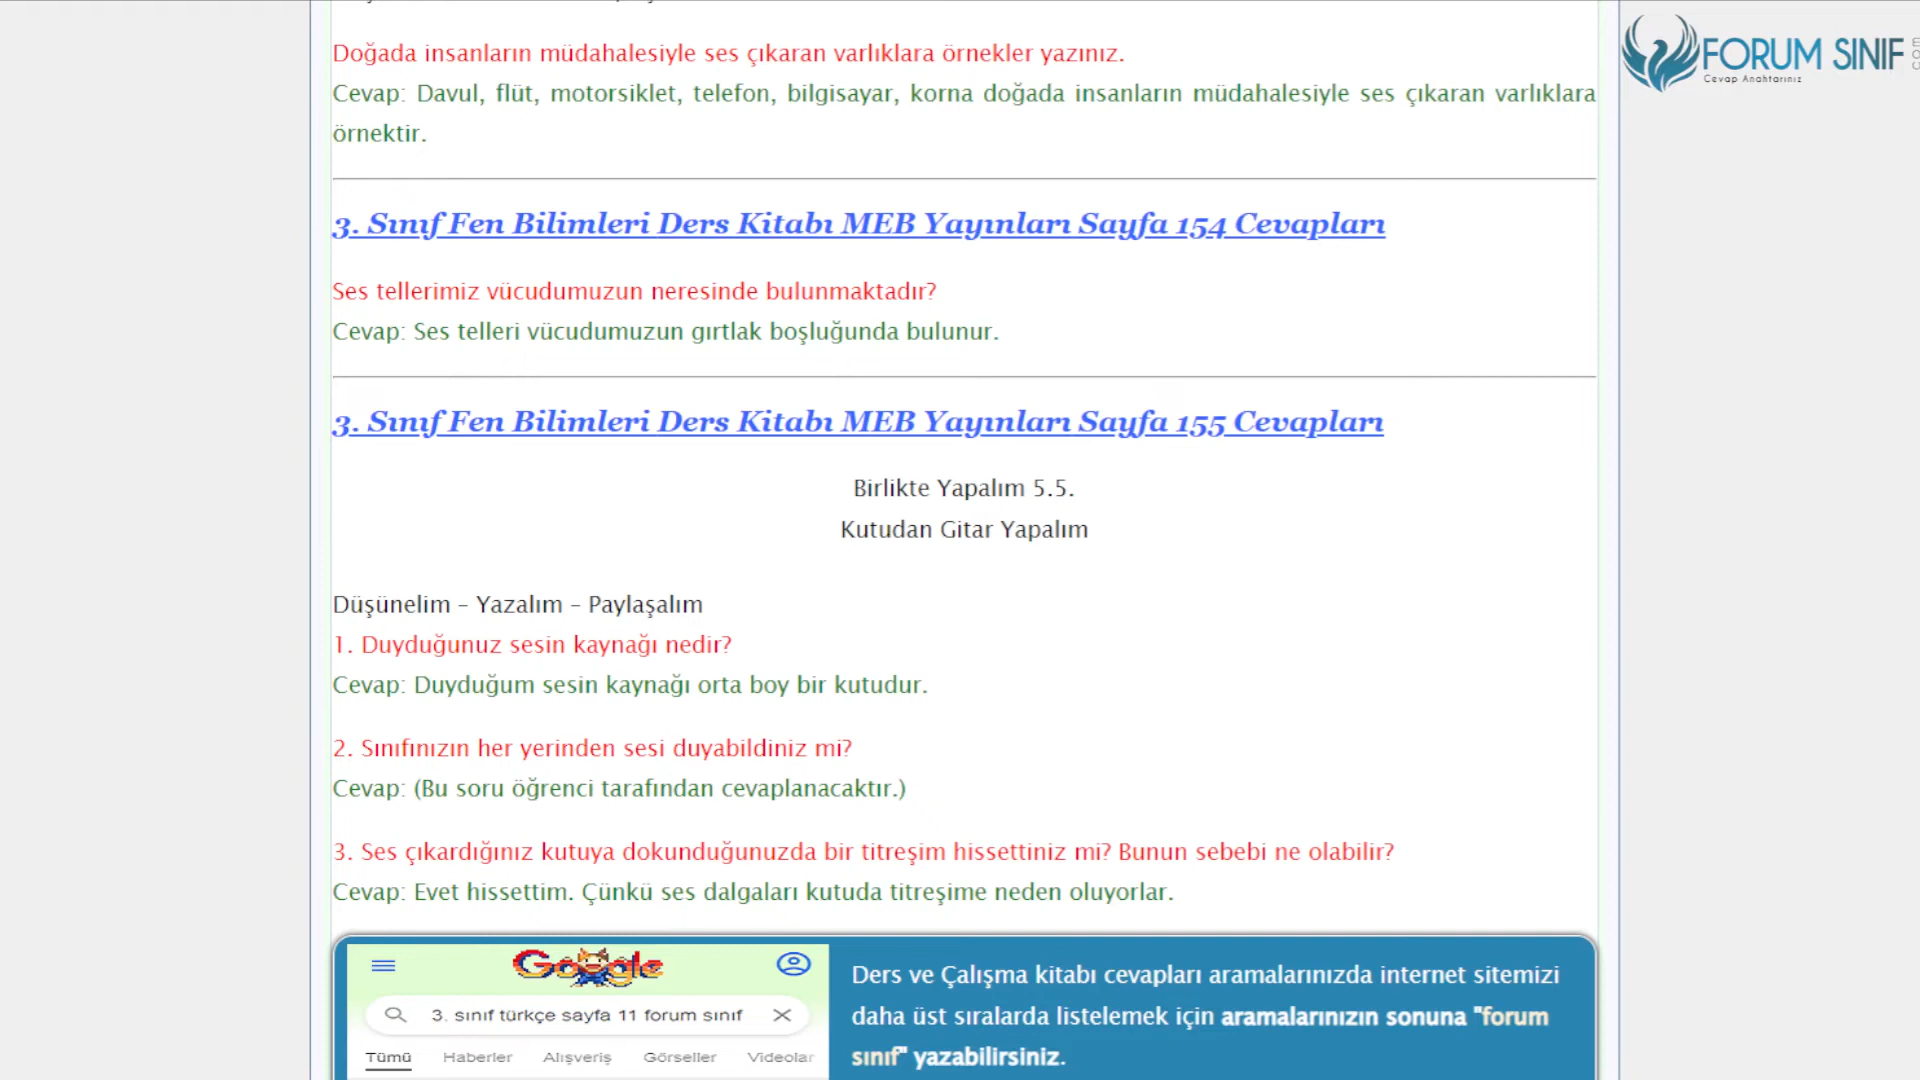 FORUM SINIF
Cevap Anahtarınız
Doğada insanların müdahalesiyle ses çıkaran varlıklara örnekler yazınız.
Cevap: Davul, flüt, motorsiklet, telefon, bilgisayar, korna doğada insanların müdahalesiyle ses çıkaran varlıklara
örnektir.
3. Sınıf Fen Bilimleri Ders Kitabı MEB Yayınları Sayfa 154 Cevapları
Ses tellerimiz vücudumuzun neresinde bulunmaktadır?
Cevap: Ses telleri vücudumuzun gırtlak boşluğunda bulunur.
3. Sınıf Fen Bilimleri Ders Kitabı MEB Yayınları Sayfa 155 Cevapları
Birlikte Yapalım 5.5.
Kutudan Gitar Yapalım
Düşünelim – Yazalım – Paylaşalım
1. Duyduğunuz sesin kaynağı nedir?
Cevap: Duyduğum sesin kaynağı orta boy bir kutudur.
2. Sınıfınızın her yerinden sesi duyabildiniz mi?
Cevap: (Bu soru öğrenci tarafından cevaplanacaktır.)
3. Ses çıkardığınız kutuya dokunduğunuzda bir titreşim hissettiniz mi? Bunun sebebi ne olabilir?
Cevap: Evet hissettim. Çünkü ses dalgaları kutuda titreşime neden oluyorlar.
Google
3. sınıf türkçe sayfa 11 forum sınıf
Tümü Haberler Alışveriş Görseller Videolar
Ders ve Çalışma kitabı cevapları aramalarınızda internet sitemizi
daha üst sıralarda listelemek için aramalarınızın sonuna "forum
sınıf" yazabilirsiniz.